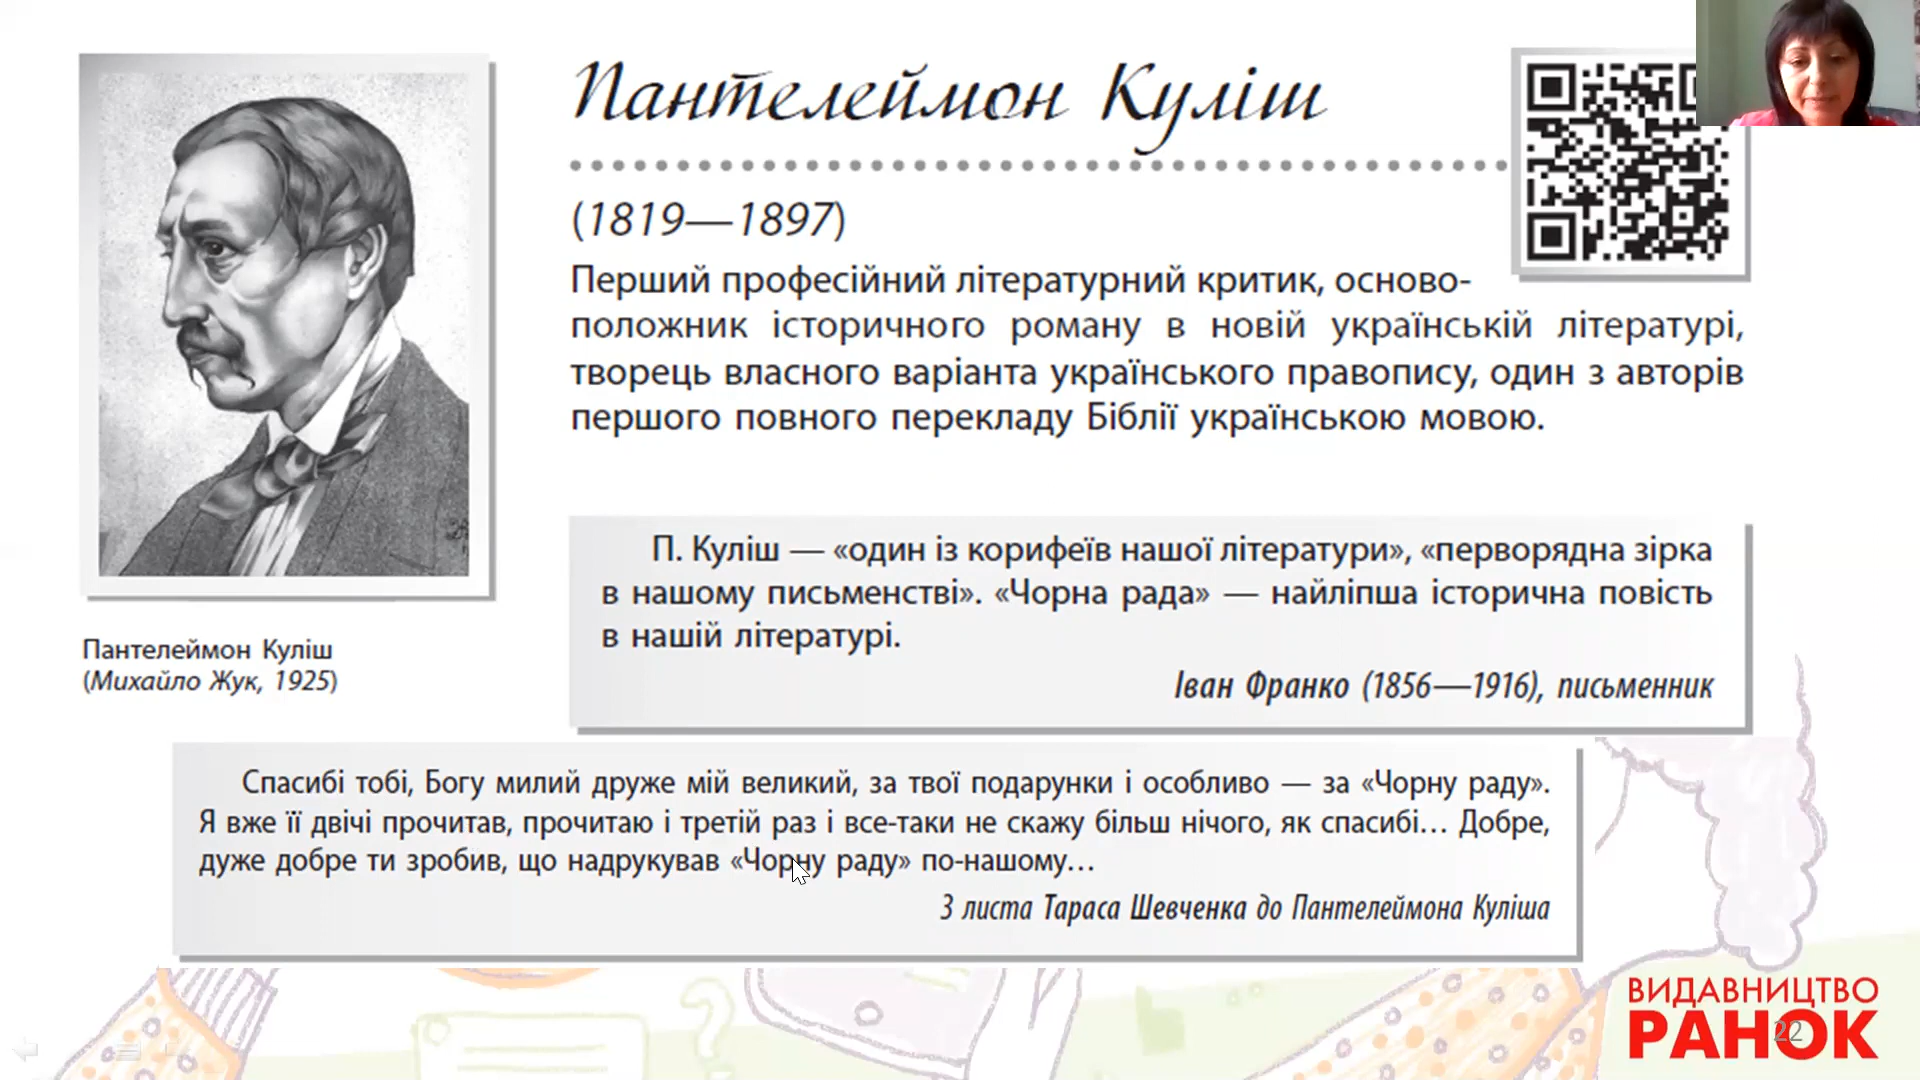 Пантелеймон Куліш
(1819—1897)
Перший професійний літературний критик, осново-
положник історичного роману в новій українській літературі,
творець власного варіанта українського правопису, один з авторів
першого повного перекладу Біблії українською мовою.
П. Куліш — «один із корифеїв нашої літератури», «перворядна зірка
в нашому письменстві». «Чорна рада» — найліпша історична повість
в нашій літературі.
Іван Франко (1856—1916), письменник
Пантелеймон Куліш
(Михайло Жук, 1925)
Спасибі тобі, Богу милий друже мій великий, за твої подарунки і особливо — за «Чорну раду».
Я вже її двічі прочитав, прочитаю і третій раз і все-таки не скажу більш нічого, як спасибі… Добре,
дуже добре ти зробив, що надрукував «Чорну раду» по-нашому…
З листа Тараса Шевченка до Пантелеймона Куліша
ВИДАВНИЦТВО
РАНОК
22